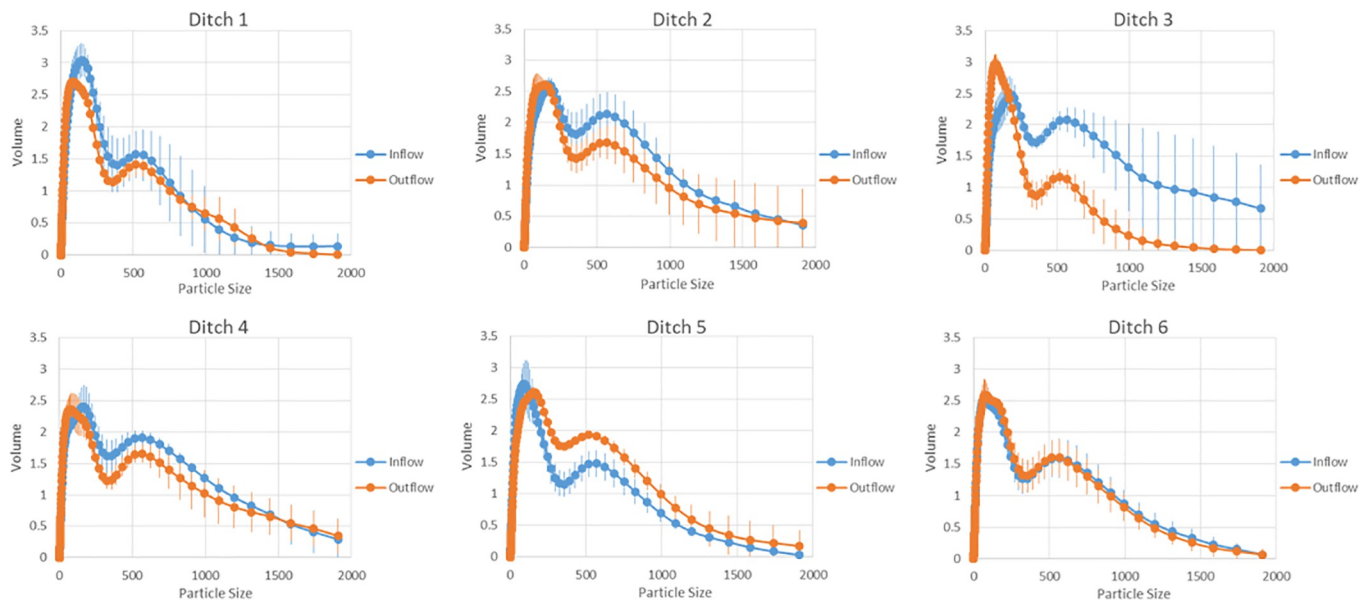 Ditch 1
3.5
3
2.5
2
1.5
1
0.5
0
Volume
0 500 1000 1500 2000
Particle Size
Inflow
Outflow
Ditch 2
3.5
3
2.5
2
1.5
1
0.5
0
Volume
0 500 1000 1500 2000
Particle Size
Inflow
Outflow
Ditch 3
3.5
3
2.5
2
1.5
1
0.5
0
Volume
0 500 1000 1500 2000
Particle Size
Inflow
Outflow
Ditch 4
3.5
3
2.5
2
1.5
1
0.5
0
Volume
0 500 1000 1500 2000
Particle Size
Inflow
Outflow
Ditch 5
3.5
3
2.5
2
1.5
1
0.5
0
Volume
0 500 1000 1500 2000
Particle Size
Inflow
Outflow
Ditch 6
3.5
3
2.5
2
1.5
1
0.5
0
Volume
0 500 1000 1500 2000
Particle Size
Inflow
Outflow